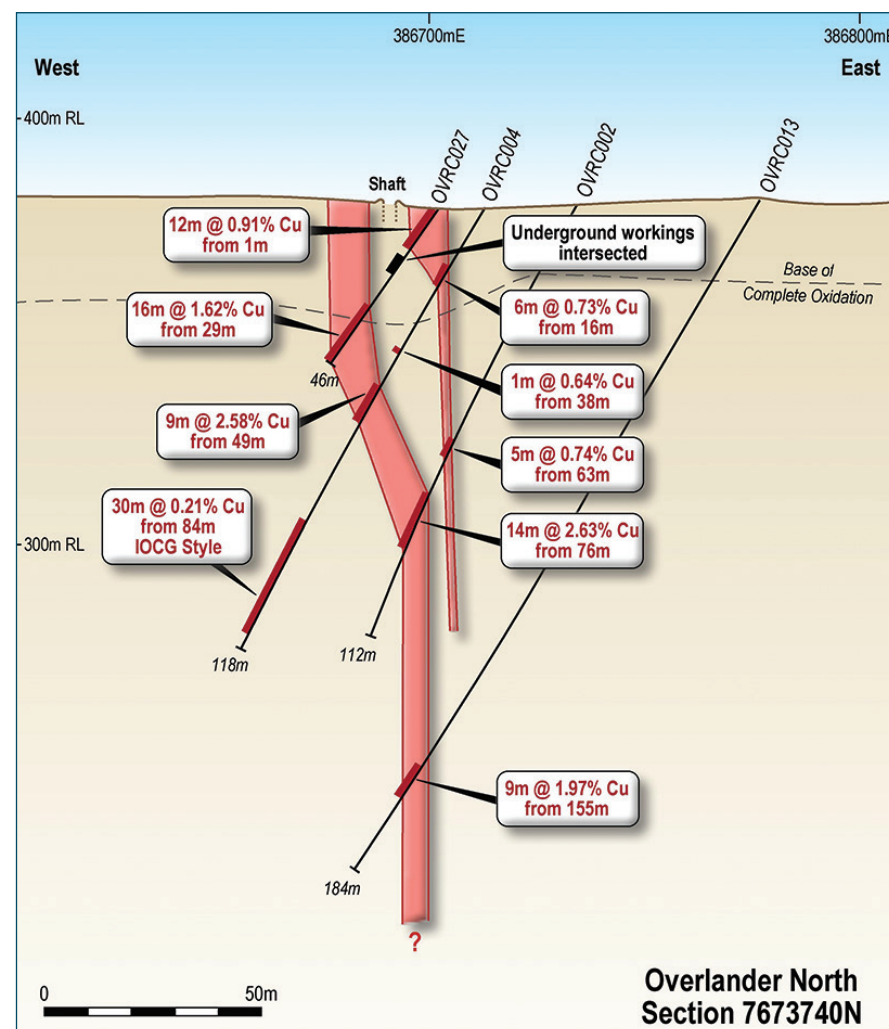 386700mE
386800mE
West
East
400m RL
Shaft
OVRC027
OVRC004
OVRC002
OVRC013
12m @ 0.91% Cu
from 1m
Underground workings
intersected
Base of
Complete Oxidation
16m @ 1.62% Cu
from 29m
6m @ 0.73% Cu
from 16m
46m
1m @ 0.64% Cu
from 38m
9m @ 2.58% Cu
from 49m
5m @ 0.74% Cu
from 63m
30m @ 0.21% Cu
from 84m
IOCG Style
14m @ 2.63% Cu
from 76m
300m RL
118m
112m
9m @ 1.97% Cu
from 155m
184m
?
0
50m
Overlander North
Section 7673740N